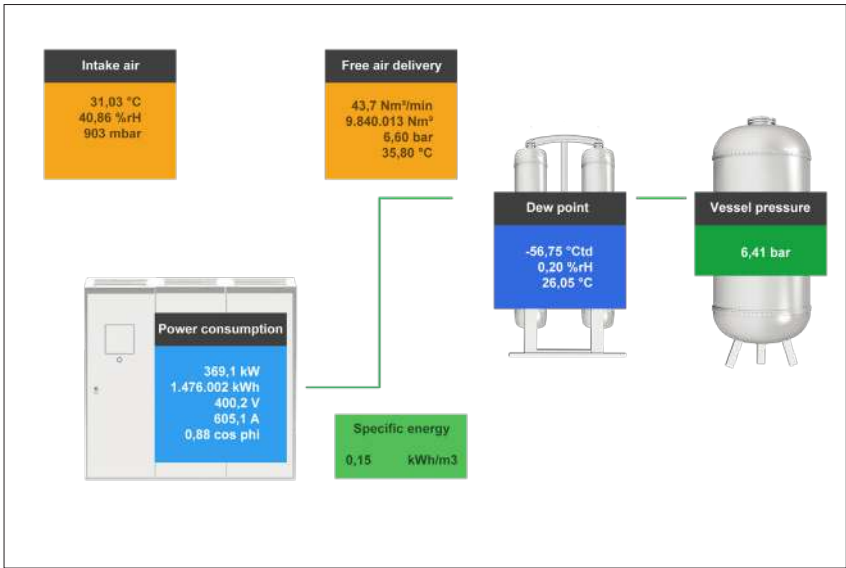 Intake air
31,03 °C
40,86 %rH
903 mbar
Free air delivery
43,7 Nm³/min
9.840.013 Nm³
6,60 bar
35,80 °C
Dew point
-56,75 °Ctd
0,20 %rH
26,05 °C
Vessel pressure
6,41 bar
Power consumption
369,1 kW
1.476.002 kWh
400,2 V
605,1 A
0,88 cos phi
Specific energy
0,15 kWh/m3